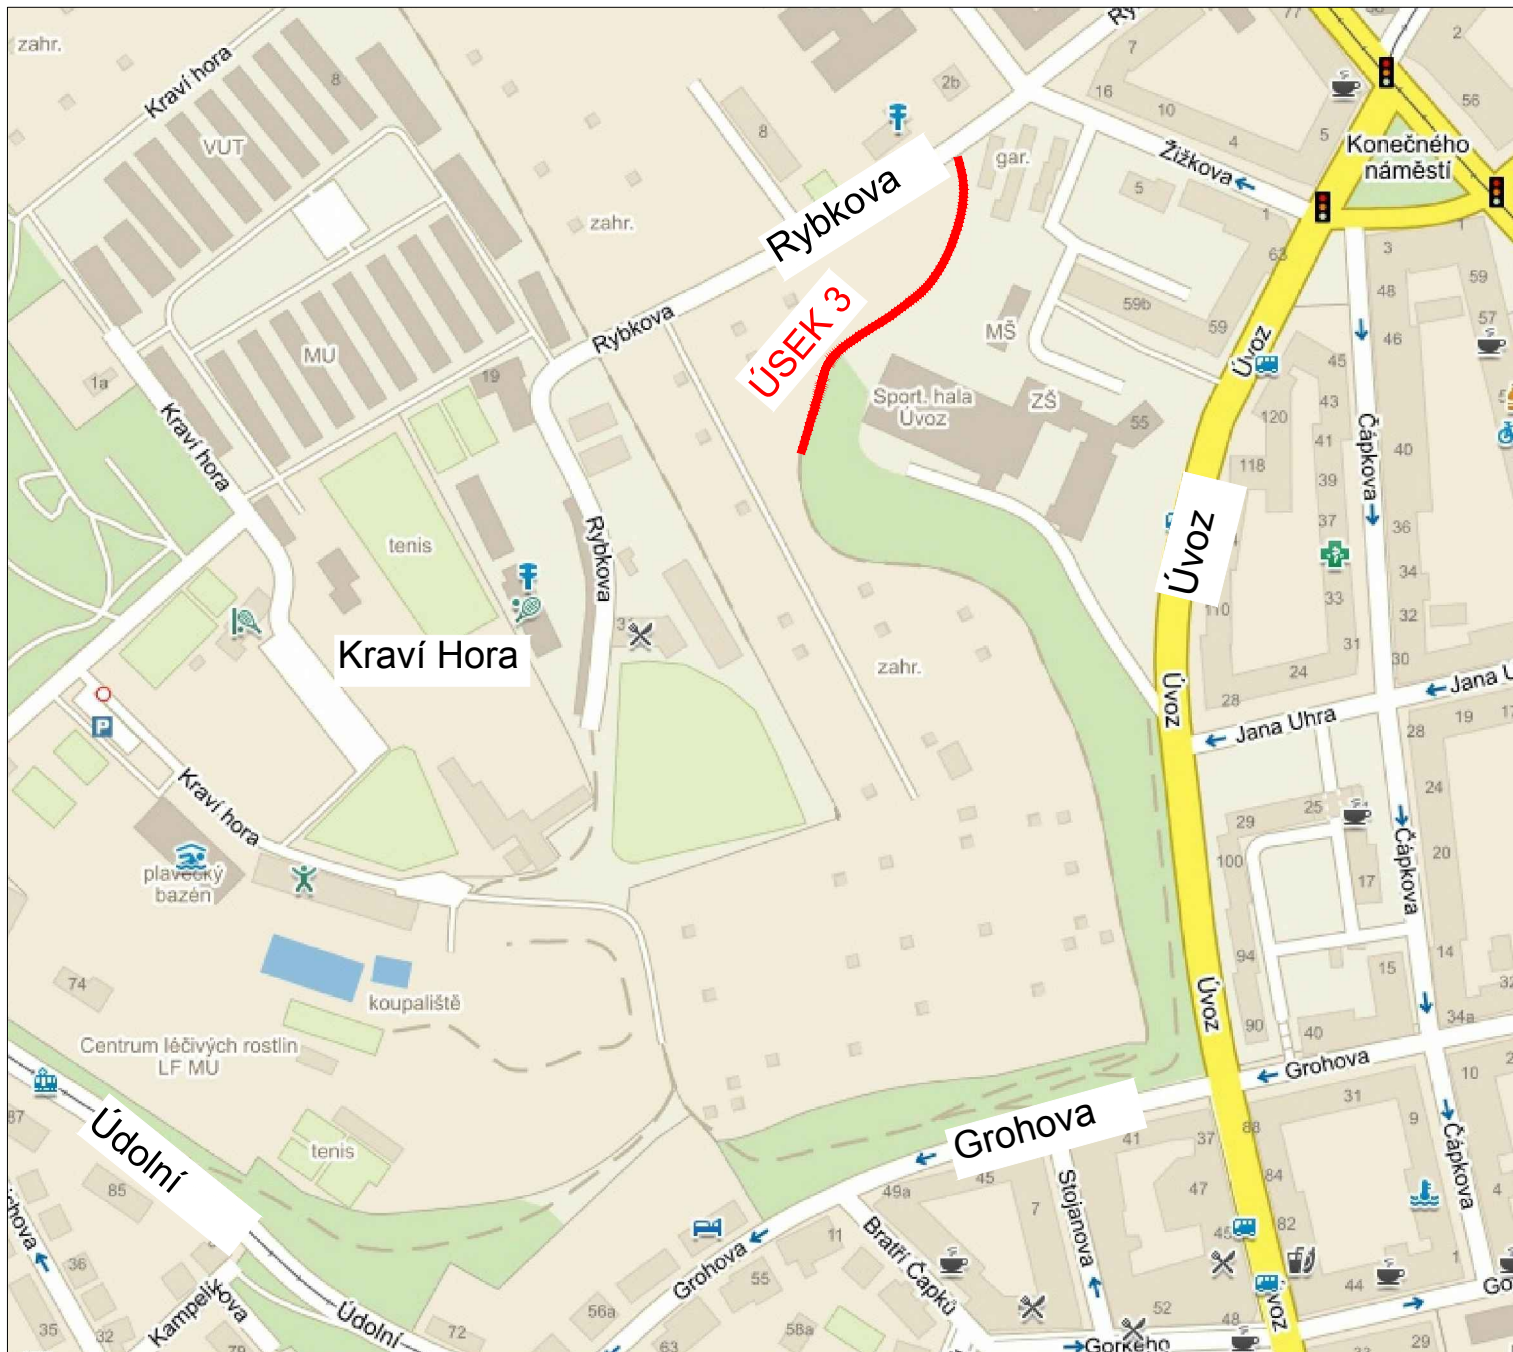 zahr.
Kraví hora
8
VUT
7
2b
16
10
4
5
2
56
Konečného
náměstí
8
gar.
Žižkova
5
1
63
Rybkova
zahr.
ÚSEK 3
59b
59
MŠ
3
1
48
59
57
46
Rybkova
MU
1a
19
Kraví hora
Sport. hala
Úvoz
ZŠ
55
Úvoz
45
43
120
41
118
39
37
40
Čápkova
36
34
33
32
31
30
tenis
Rybkova
Úvoz
110
Kraví Hora
zahr.
24
28
Úvoz
Jana Uhra
28
19
24
Kraví hora
plavecký
bazén
29
25
100
20
17
Čápkova
94
14
15
74
koupaliště
Úvoz
90
40
34a
Centrum léčivých rostlin
LF MU
Grohova
10
31
9
87
Údolní
tenis
85
Grohova
41
37
88
84
47
82
Čápkova
4
1
49a
45
7
Stojanova
11
Bratří Čapků
Grohova
55
56a
58a
63
36
35
32
Kampelíkova
Údolní
72
52
48
44
Gorkého
29